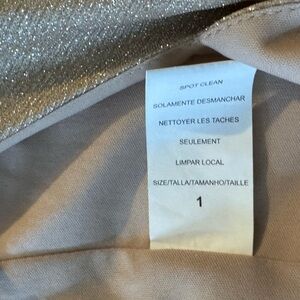 SPOT CLEAN
SOLAMENTE DESMANCHAR
NETTOYER LES TACHES
SEULEMENT
LIMPAR LOCAL
SIZE/TALLA/TAMANHO/TAILLE
1